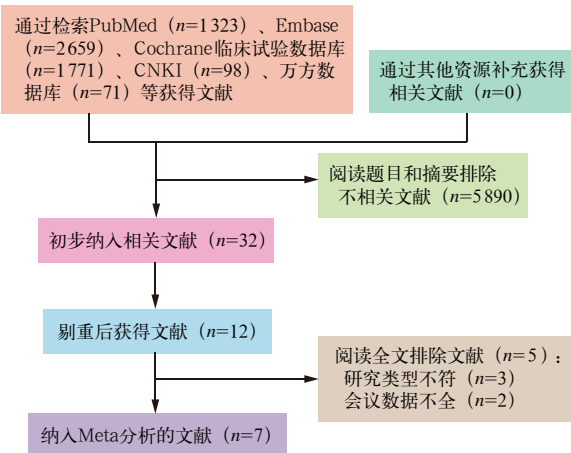 通过检索PubMed（n=1323）、Embase
（n=2659）、Cochrane临床试验数据库
（n=1771）、CNKI（n=98）、万方数
据库（n=71）等获得文献
通过其他资源补充获得
相关文献（n=0）
阅读题目和摘要排除
不相关文献（n=5890）
初步纳入相关文献（n=32）
剔重后获得文献（n=12）
阅读全文排除文献（n=5）：
研究类型不符（n=3）
会议数据不全（n=2）
纳入Meta分析的文献（n=7）